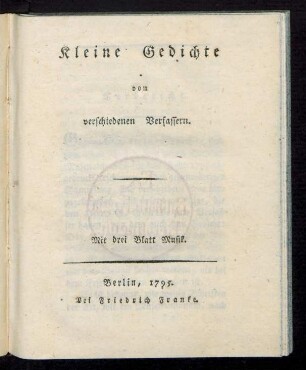 Kleine Gedichte
von
verschiedenen Verfassern.
Mit drei Blatt Musik.
Berlin, 1795.
Bei Friedrich Franke.